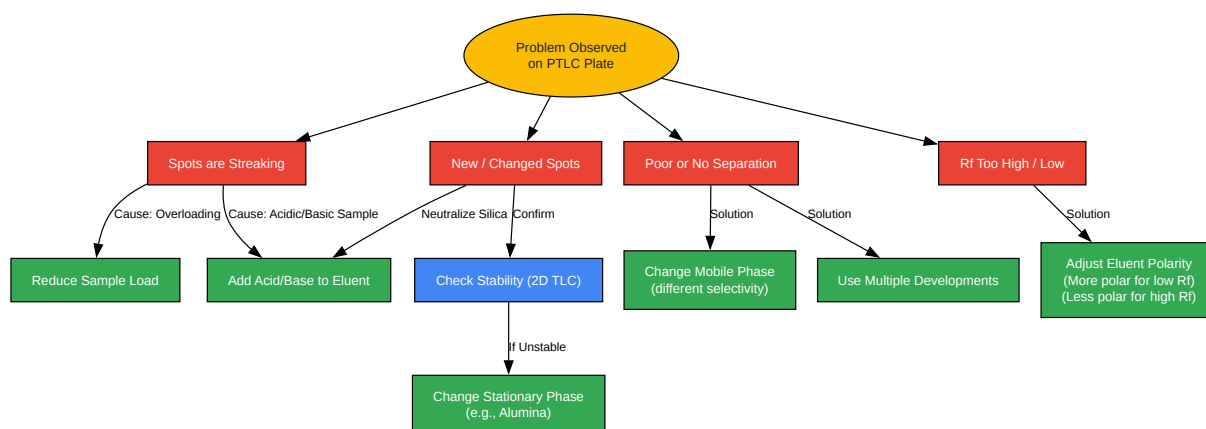 Problem Observed
on PTLC Plate
Spots are Streaking
New / Changed Spots
Poor or No Separation
Rf Too High / Low
Cause: Overloading
Cause: Acidic/Basic Sample
Neutralize Silica
Confirm
Solution
Solution
Solution
Reduce Sample Load
Add Acid/Base to Eluent
Check Stability (2D TLC)
Change Mobile Phase
(different selectivity)
Use Multiple Developments
Adjust Eluent Polarity
(More polar for low Rf)
(Less polar for high Rf)
If Unstable
Change Stationary Phase
(e.g., Alumina)